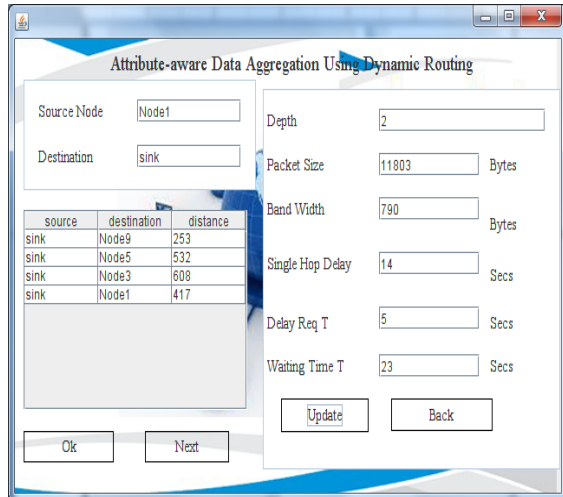 X
Attribute-aware Data Aggregation Using Dynamic Routing
Source Node Node1
Destination sink
source destination distance
sink Node9 253
sink Node5 532
sink Node3 608
sink Node1 417
Ok Next
Depth 2
Packet Size 11803 Bytes
Band Width 790 Bytes
Single Hop Delay 14 Secs
Delay Req T 5 Secs
Waiting Time T 23 Secs
Update Back